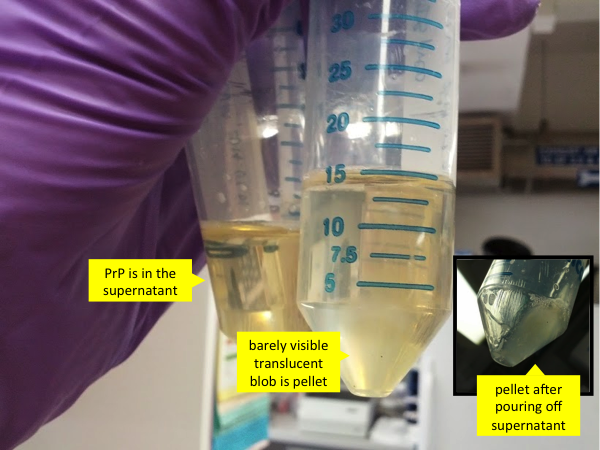 30
25
20
15
10
7.5
5
PrP is in the
supernatant
barely visible
translucent
blob is pellet
pellet after
pouring off
supernatant